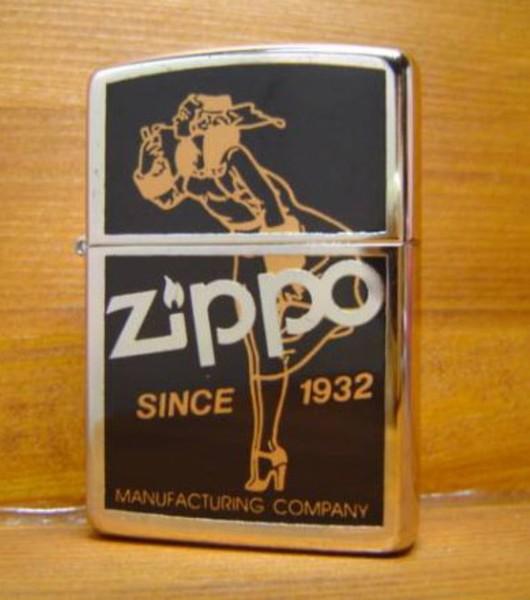 zippo
SINCE 1932
MANUFACTURING COMPANY